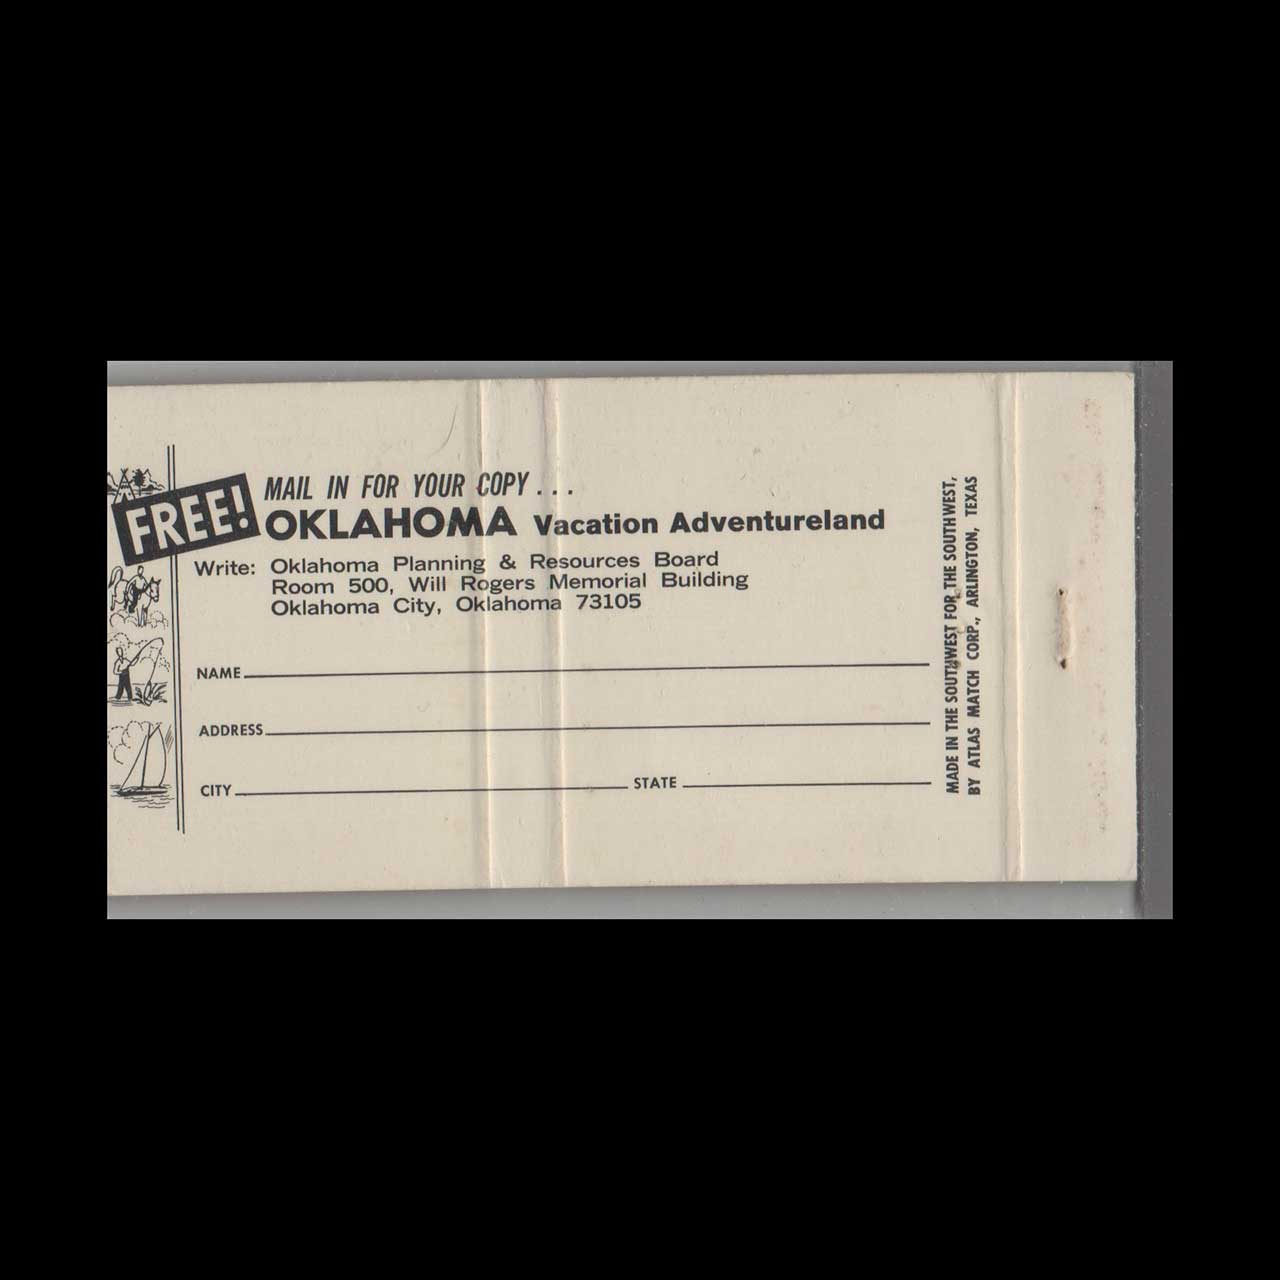 FREE!
MAIL IN FOR YOUR COPY . . .
OKLAHOMA Vacation Adventureland
Write: Oklahoma Planning & Resources Board
Room 500, Will Rogers Memorial Building
Oklahoma City, Oklahoma 73105
NAME
ADDRESS
CITY STATE
MADE IN THE SOUTHWEST FOR THE SOUTHWEST,
BY ATLAS MATCH CORP., ARLINGTON, TEXAS